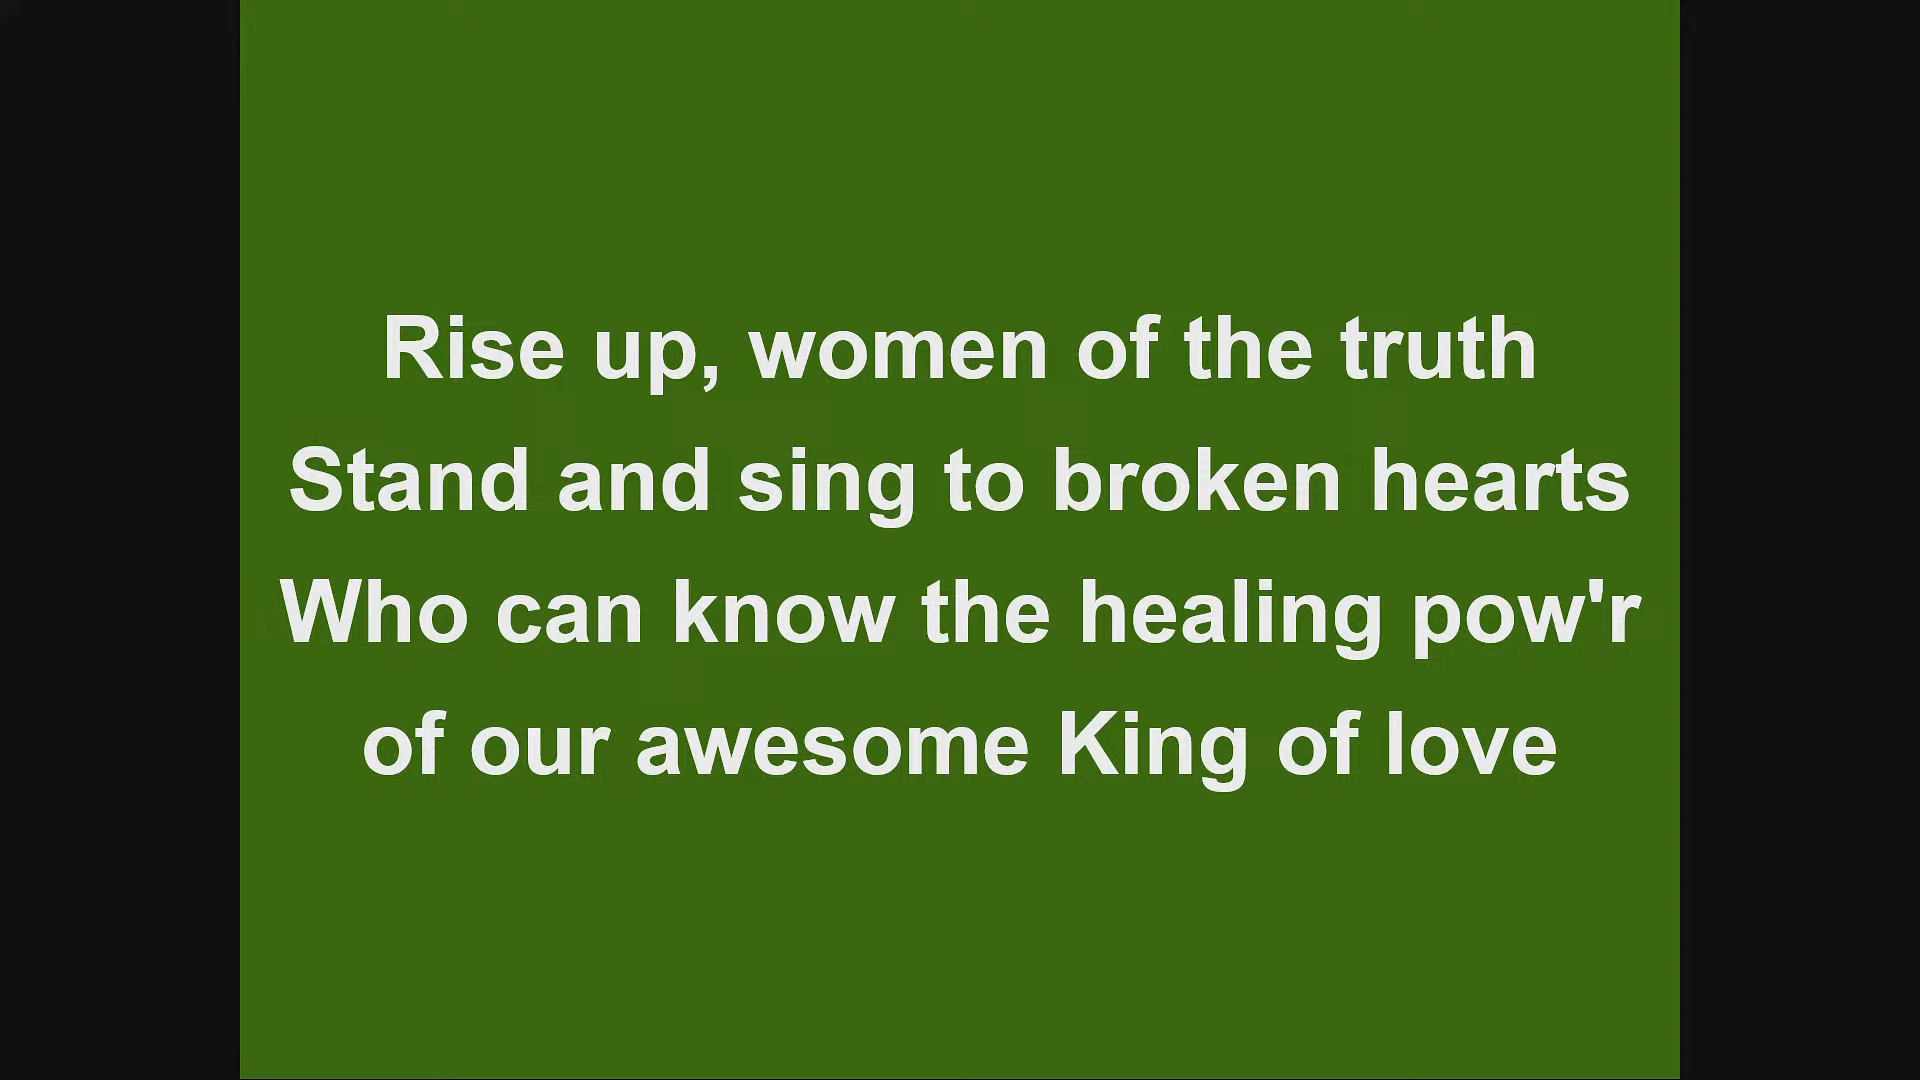 Rise up, women of the truth
Stand and sing to broken hearts
Who can know the healing pow'r
of our awesome King of love